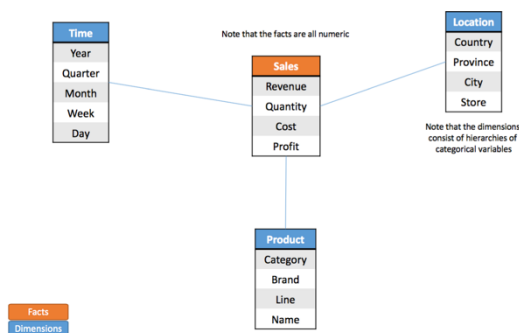 Time
Year
Quarter
Month
Week
Day
Note that the facts are all numeric
Sales
Revenue
Quantity
Cost
Profit
Location
Country
Province
City
Store
Note that the dimensions
consist of hierarchies of
categorical variables
Product
Category
Brand
Line
Name
Facts
Dimensions